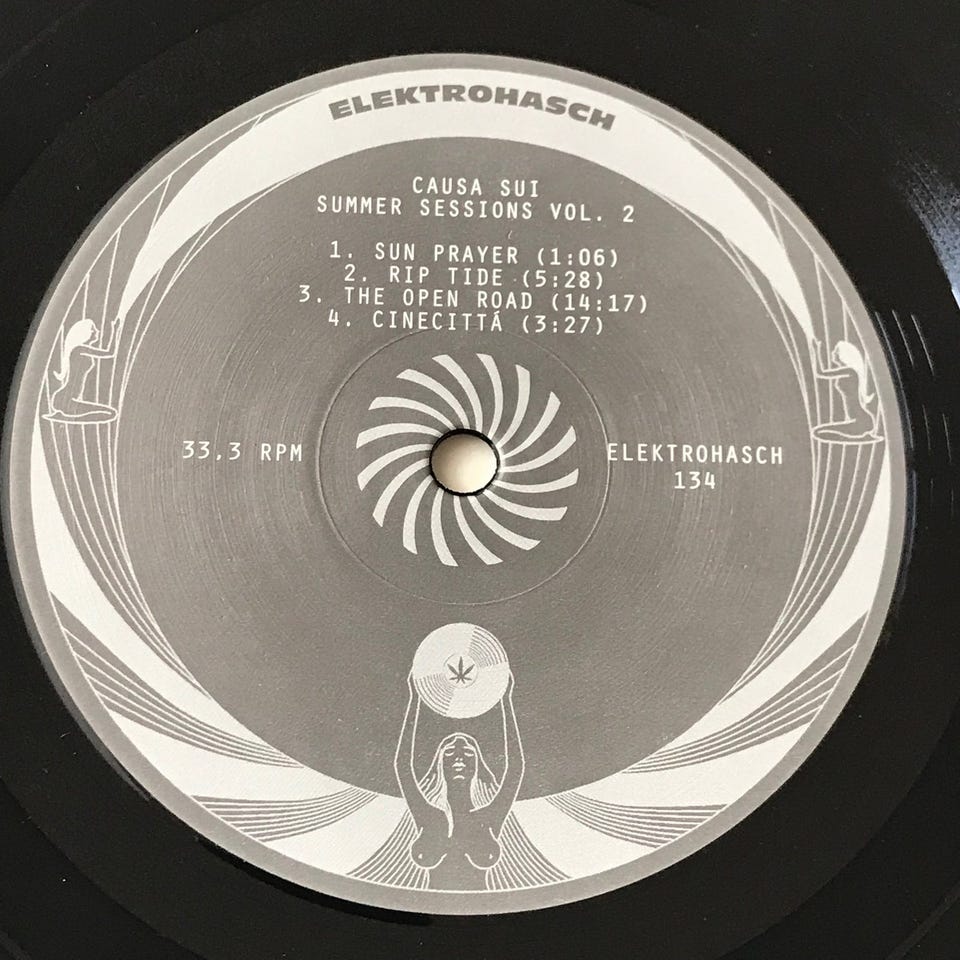 ELEKTROHASCH
CAUSA SUI
SUMMER SESSIONS VOL. 2
1. SUN PRAYER (1:06)
2. RIP TIDE (5:28)
3. THE OPEN ROAD (14:17)
4. CINECITTÁ (3:27)
33,3 RPM
ELEKTROHASCH
134